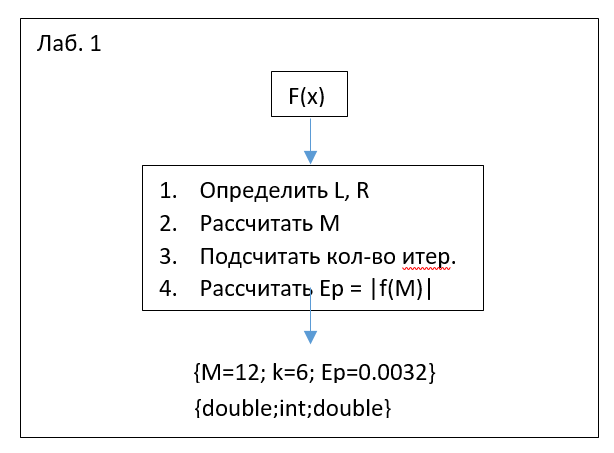 Лаб. 1
F(x)
1. Определить L, R
2. Рассчитать M
3. Подсчитать кол-во итер.
4. Рассчитать Ep = |f(M)|
{M=12; k=6; Ep=0.0032}
{double;int;double}